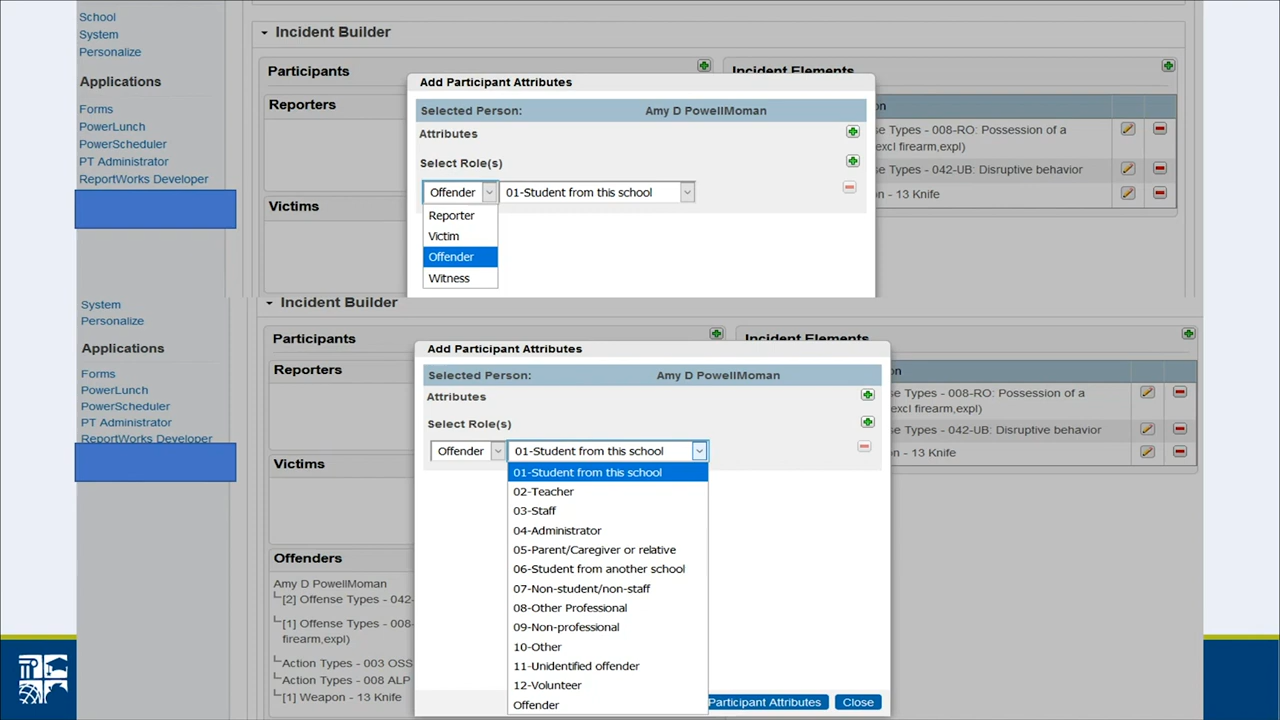 School
System
Personalize
Applications
Forms
PowerLunch
PowerScheduler
PT Administrator
ReportWorks Developer
Incident Builder
Participants
Reporters
Victims
Incident Elements
Add Participant Attributes
Selected Person: Amy D PowellMoman
Attributes
Select Role(s)
Offender 01-Student from this school
Reporter
Victim
Offender
Witness
on
se Types - 008-RO: Possession of a
excl firearm,expl)
se Types - 042-UB: Disruptive behavior
on - 13 Knife
System
Personalize
Applications
Forms
PowerLunch
PowerScheduler
PT Administrator
ReportWorks Developer
Incident Builder
Participants
Reporters
Victims
Offenders
Amy D PowellMoman
[2] Offense Types - 042-
[1] Offense Types - 008-
firearm,expl)
Action Types - 003 OSS
Action Types - 008 ALP
[1] Weapon - 13 Knife
Incident Elements
Add Participant Attributes
Selected Person: Amy D PowellMoman
Attributes
Select Role(s)
Offender 01-Student from this school
01-Student from this school
02-Teacher
03-Staff
04-Administrator
05-Parent/Caregiver or relative
06-Student from another school
07-Non-student/non-staff
08-Other Professional
09-Non-professional
10-Other
11-Unidentified offender
12-Volunteer
Offender
Participant Attributes Close
on
se Types - 008-RO: Possession of a
excl firearm,expl)
se Types - 042-UB: Disruptive behavior
on - 13 Knife